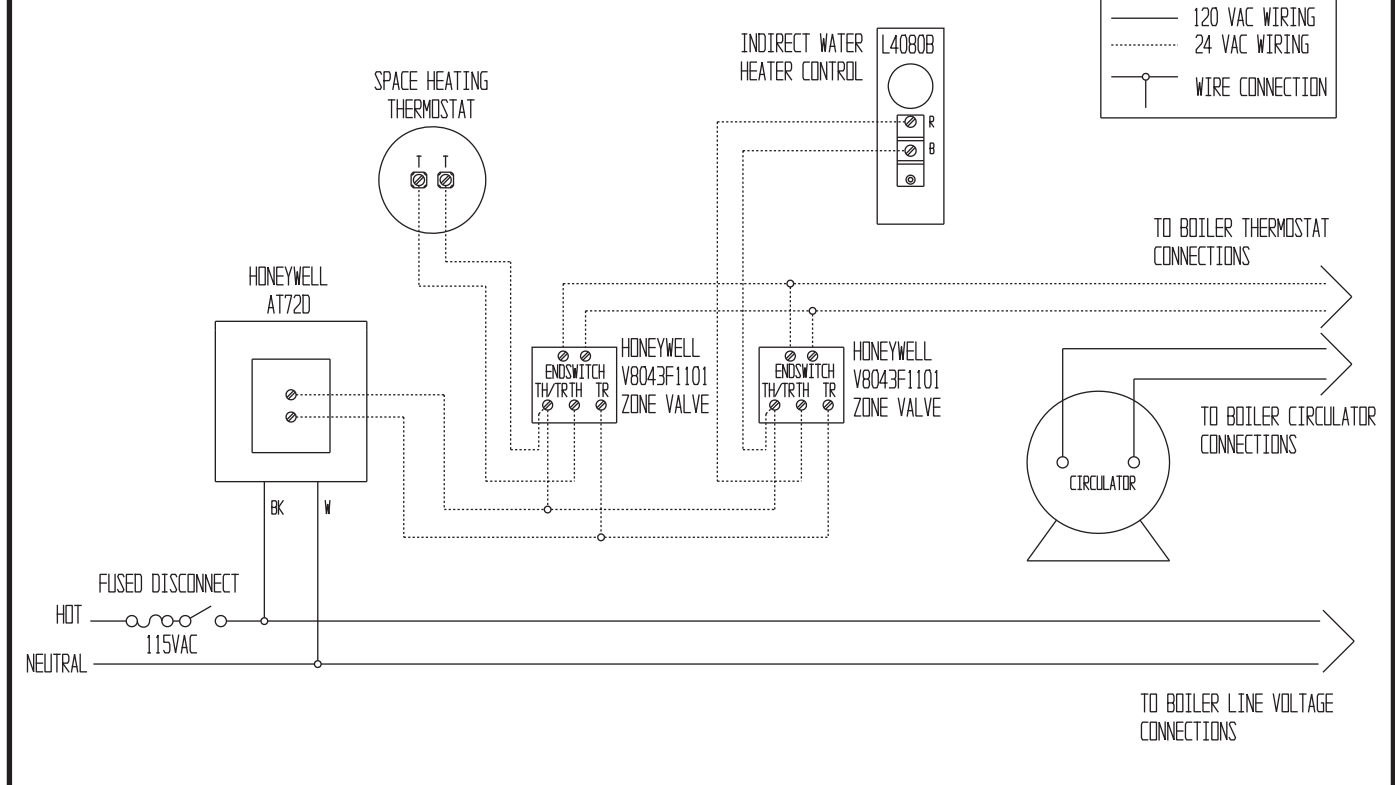 120 VAC WIRING
24 VAC WIRING
WIRE CONNECTION
INDIRECT WATER
HEATER CONTROL
L4080B
R
B
SPACE HEATING
THERMOSTAT
T T
TO BOILER THERMOSTAT
CONNECTIONS
HONEYWELL
AT72D
BK
W
ENDSWITCH
TH/TR TH TR
HONEYWELL
V8043F1101
ZONE VALVE
ENDSWITCH
TH/TR TH TR
HONEYWELL
V8043F1101
ZONE VALVE
TO BOILER CIRCULATOR
CONNECTIONS
CIRCULATOR
FUSED DISCONNECT
HOT
115VAC
NEUTRAL
TO BOILER LINE VOLTAGE
CONNECTIONS